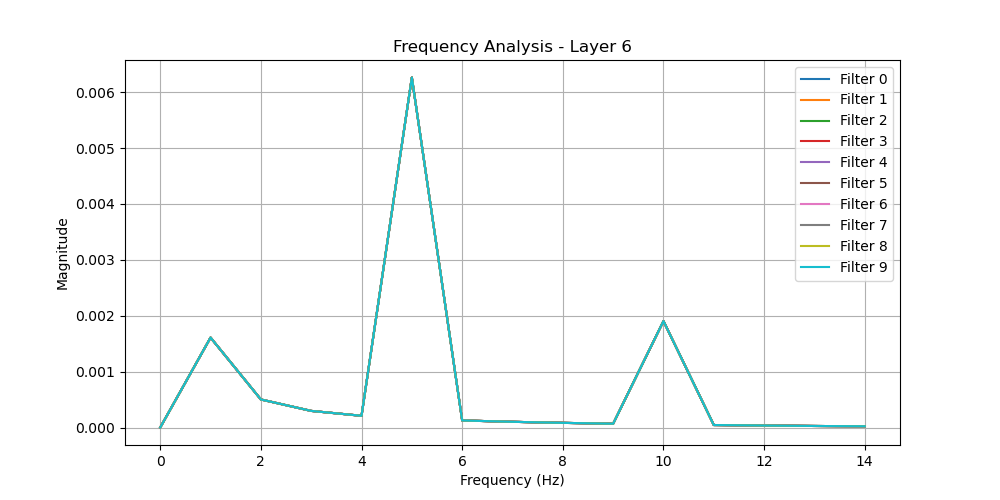 Frequency Analysis - Layer 6
Magnitude
0.006
0.005
0.004
0.003
0.002
0.001
0.000
Filter 0
Filter 1
Filter 2
Filter 3
Filter 4
Filter 5
Filter 6
Filter 7
Filter 8
Filter 9
0 2 4 6 8 10 12 14
Frequency (Hz)